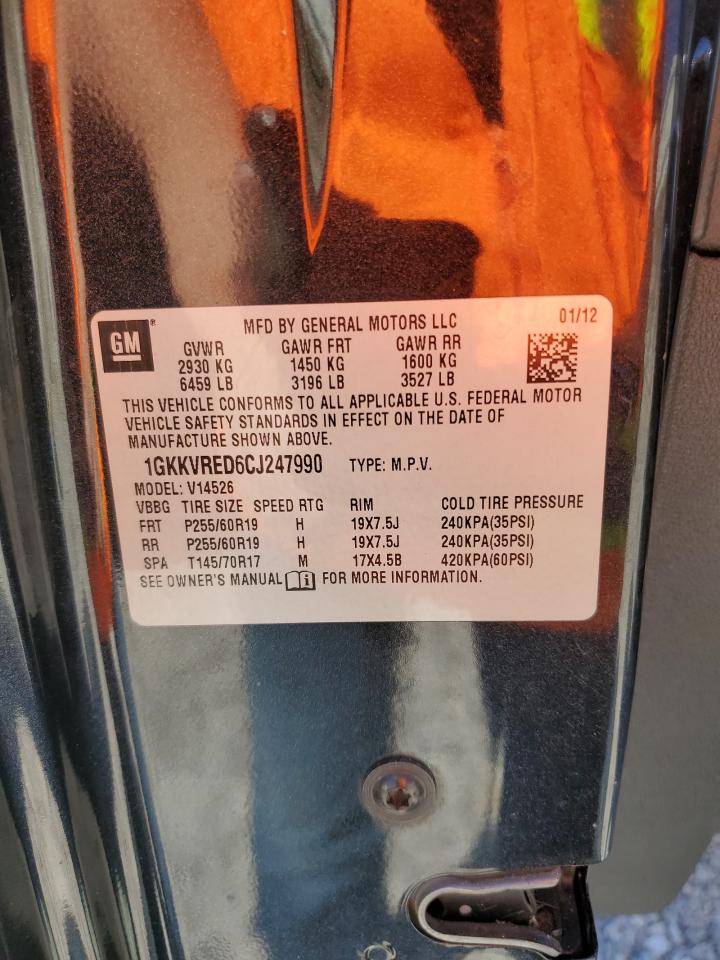 GM ®
MFD BY GENERAL MOTORS LLC 01/12
GVWR GAWR FRT GAWR RR
2930 KG 1450 KG 1600 KG
6459 LB 3196 LB 3527 LB
THIS VEHICLE CONFORMS TO ALL APPLICABLE U.S. FEDERAL MOTOR
VEHICLE SAFETY STANDARDS IN EFFECT ON THE DATE OF
MANUFACTURE SHOWN ABOVE.
1GKKVRED6CJ247990 TYPE: M.P.V.
MODEL: V14526
VBBG TIRE SIZE SPEED RTG RIM COLD TIRE PRESSURE
FRT P255/60R19 H 19X7.5J 240KPA(35PSI)
RR P255/60R19 H 19X7.5J 240KPA(35PSI)
SPA T145/70R17 M 17X4.5B 420KPA(60PSI)
SEE OWNER'S MANUAL i FOR MORE INFORMATION.